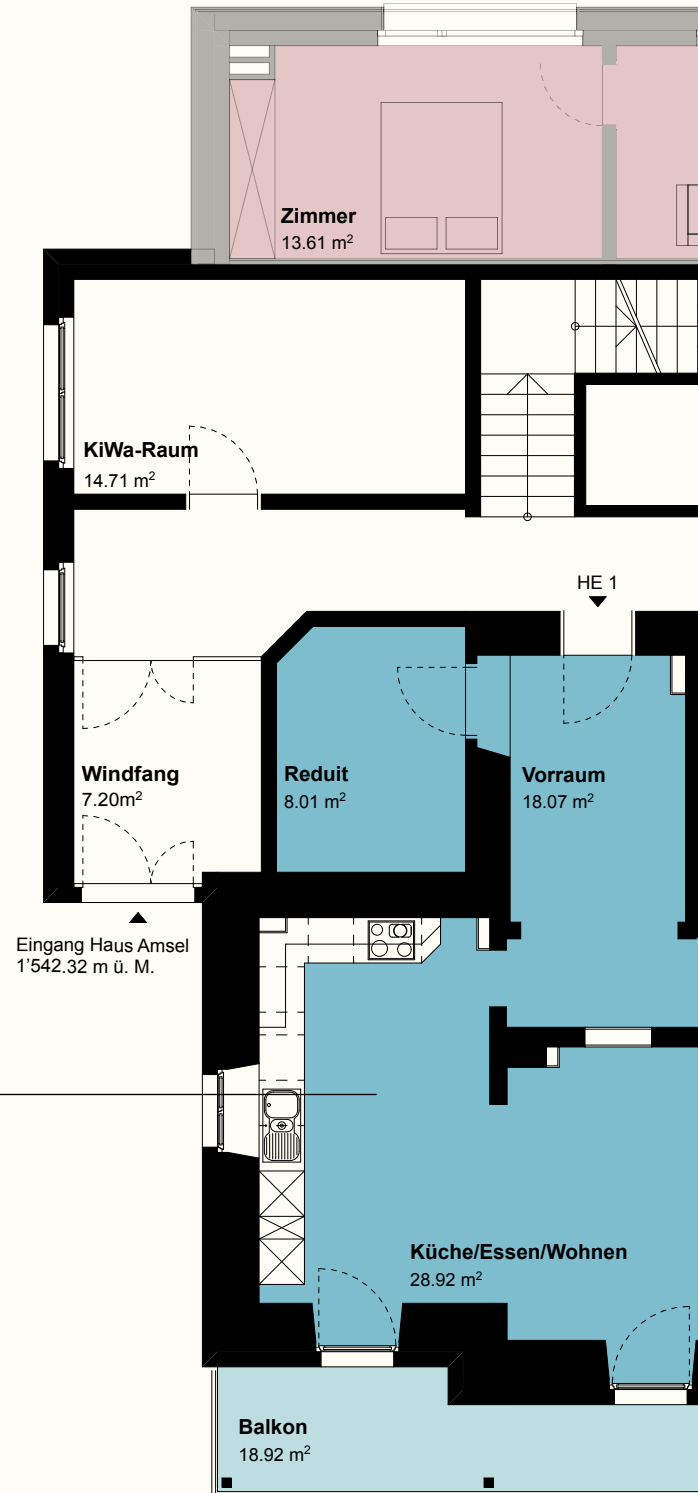 Zimmer
13.61 m²
KiWa-Raum
14.71 m²
HE 1
Windfang
7.20m²
Reduit
8.01 m²
Vorraum
18.07 m²
Eingang Haus Amsel
1'542.32 m ü. M.
Küche/Essen/Wohnen
28.92 m²
Balkon
18.92 m²